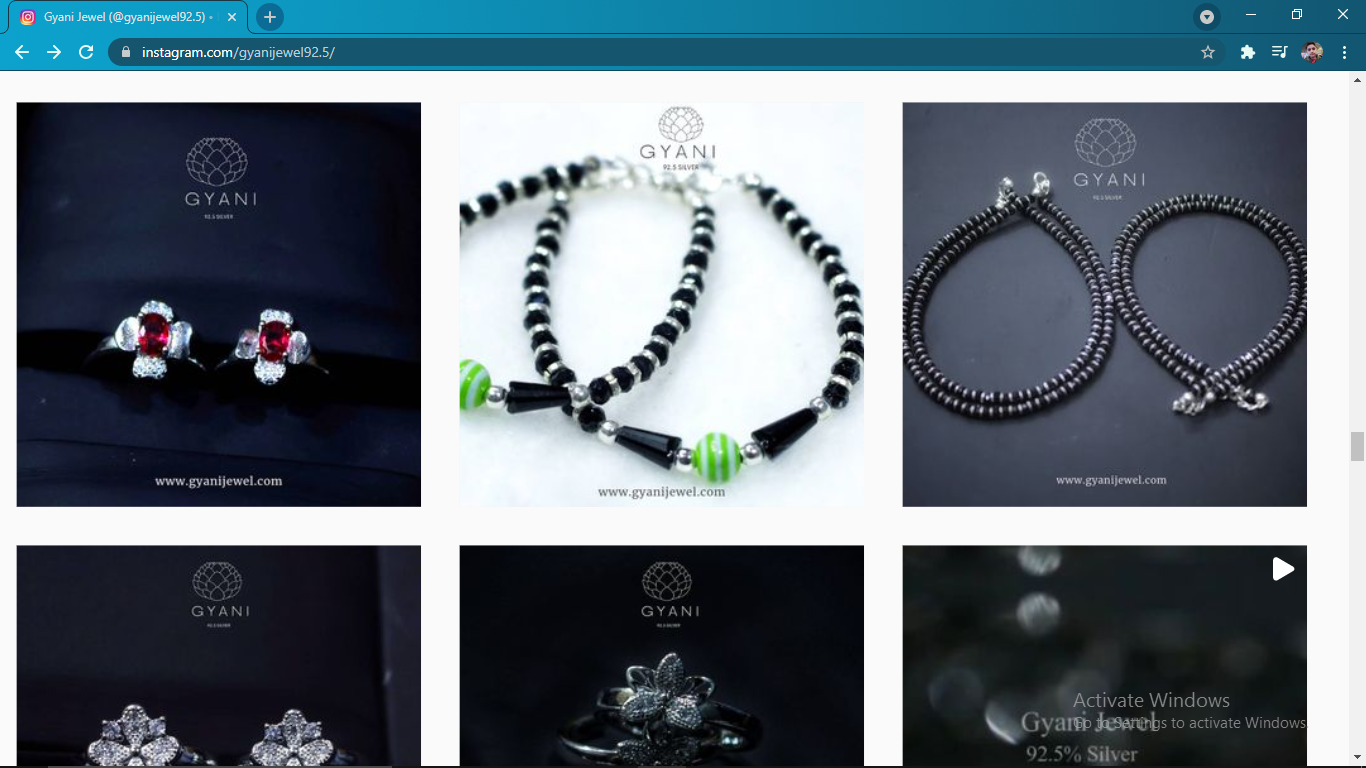 Gyani Jewel (@gyanijewel92.5) •
instagram.com/gyanijewel92.5/
GYANI
92.5 SILVER
www.gyanijewel.com
GYANI
92.5 SILVER
www.gyanijewel.com
GYANI
92.5 SILVER
www.gyanijewel.com
GYANI
92.5 SILVER
GYANI
92.5 SILVER
Gyani Jewel
92.5% Silver
Activate Windows
Go to Settings to activate Windows